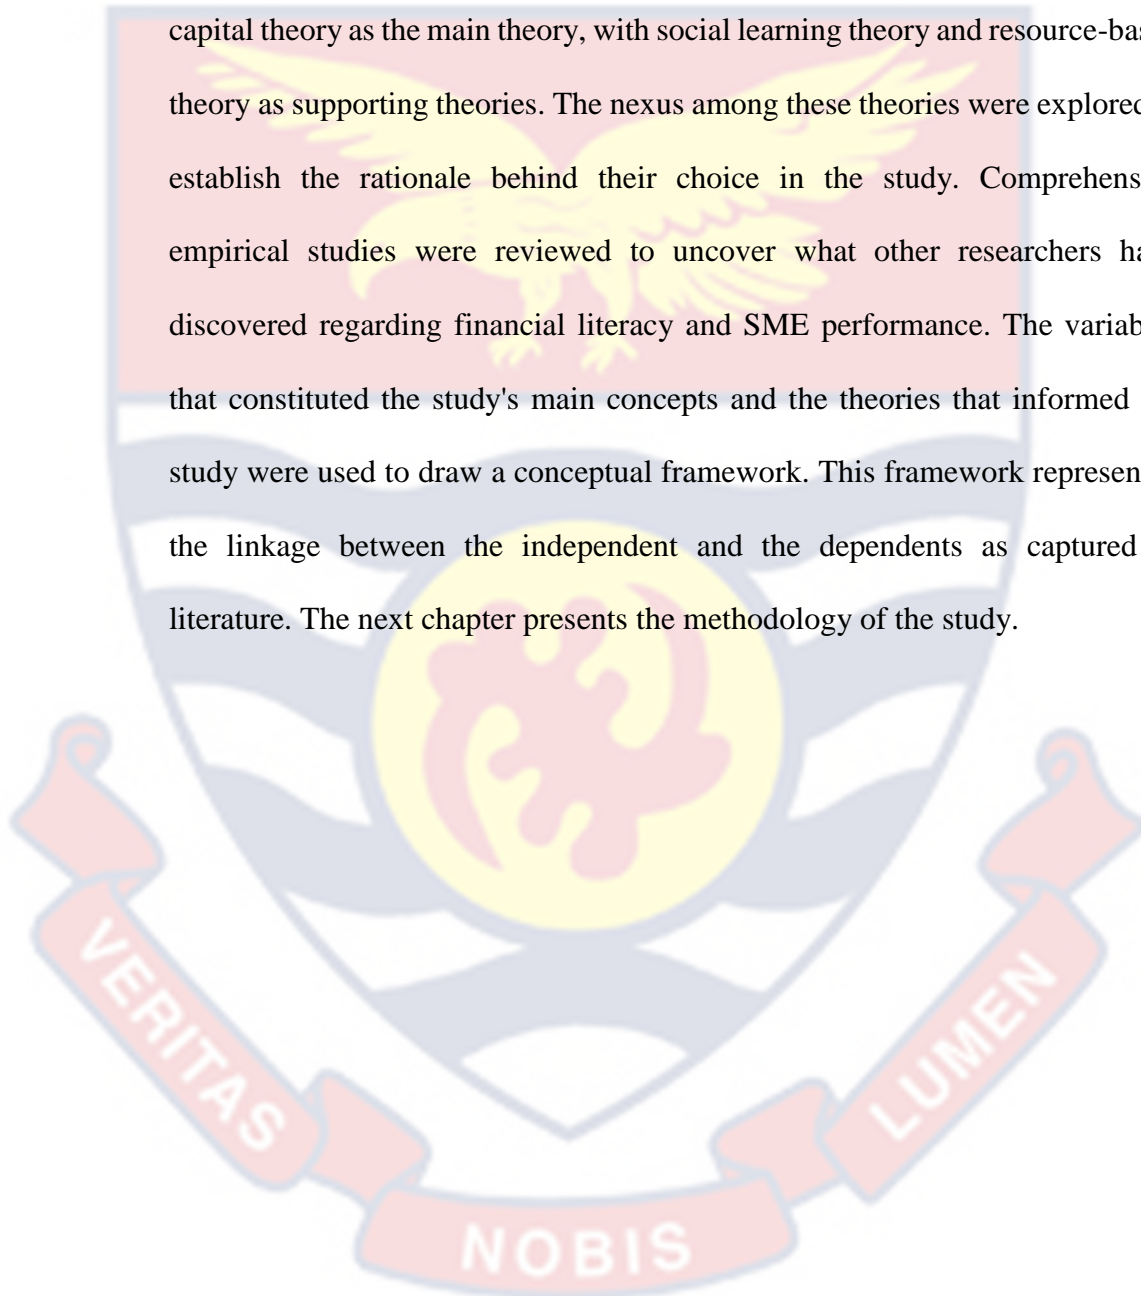 capital theory as the main theory, with social learning theory and resource-bas
theory as supporting theories. The nexus among these theories were explored
establish the rationale behind their choice in the study. Comprehens
empirical studies were reviewed to uncover what other researchers ha
discovered regarding financial literacy and SME performance. The variab
that constituted the study's main concepts and the theories that informed
study were used to draw a conceptual framework. This framework represen
the linkage between the independent and the dependents as captured
literature. The next chapter presents the methodology of the study.
VERITAS
NOBIS
LUMEN